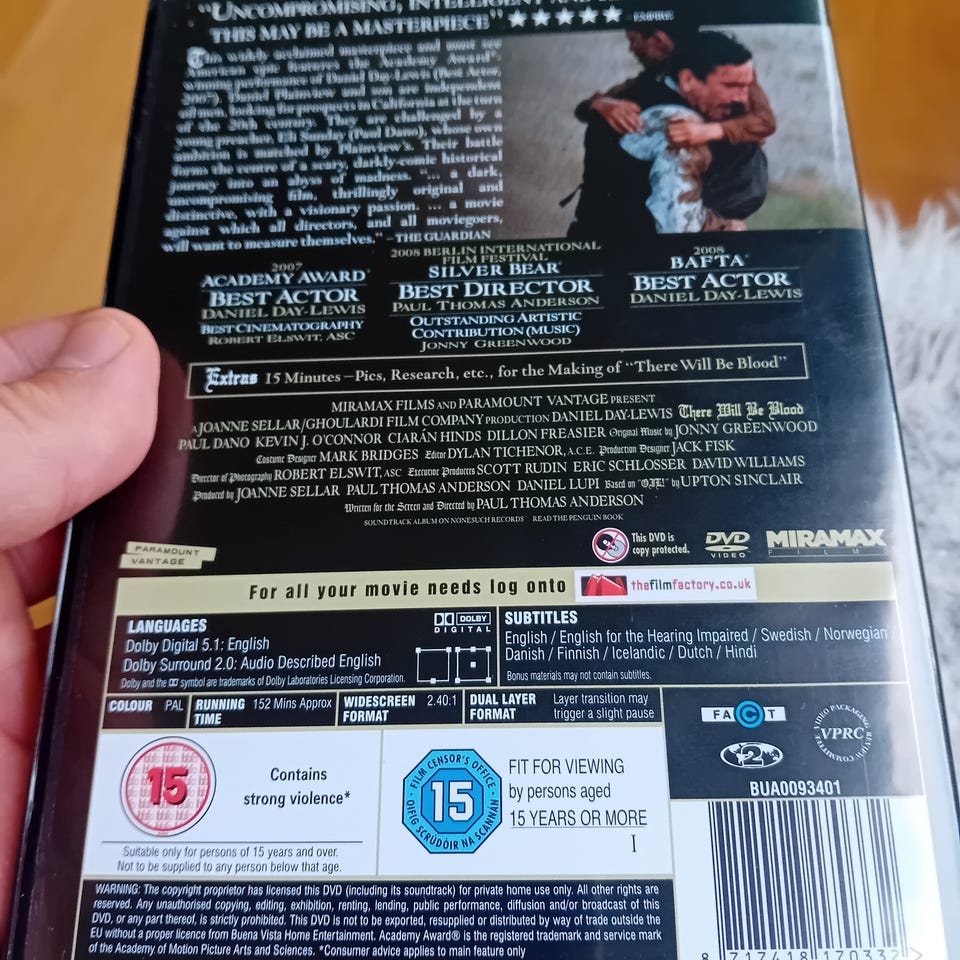 "UNCOMPROMISING, INTELLIGENT AND
THIS MAY BE A MASTERPIECE" ★★★★★ – EMPIRE
This widely acclaimed masterpiece and must see
American epic features the Academy Award®
winning performance of Daniel Day-Lewis (Best Actor
2007). Daniel Plainview and son are independent
oil men, looking for prospects in California at the turn
of the 20th century. They are challenged by a
young preacher, Eli Sunday (Paul Dano), whose own
ambition is matched by Plainview's. Their battle
forms the centre of a scary, darkly-comic historical
journey into an abyss of madness. "... a dark,
uncompromising film, thrillingly original and
distinctive, with a visionary passion. ... a movie
against which all directors, and all moviegoers,
will want to measure themselves." – THE GUARDIAN
2007
ACADEMY AWARD®
BEST ACTOR
DANIEL DAY-LEWIS
BEST CINEMATOGRAPHY
ROBERT ELSWIT, ASC
2008 BERLIN INTERNATIONAL
FILM FESTIVAL
SILVER BEAR
BEST DIRECTOR
PAUL THOMAS ANDERSON
OUTSTANDING ARTISTIC
CONTRIBUTION (MUSIC)
JONNY GREENWOOD
2008
BAFTA
BEST ACTOR
DANIEL DAY-LEWIS
Extras 15 Minutes – Pics, Research, etc., for the Making of "There Will Be Blood"
MIRAMAX FILMS AND PARAMOUNT VANTAGE PRESENT
A JOANNE SELLAR/GHOULARDI FILM COMPANY PRODUCTION DANIEL DAY-LEWIS There Will Be Blood
PAUL DANO KEVIN J. O'CONNOR CIARÁN HINDS DILLON FREASIER Original Music by JONNY GREENWOOD
Costume Designer MARK BRIDGES Editor DYLAN TICHENOR, A.C.E. Production Designer JACK FISK
Director of Photography ROBERT ELSWIT, ASC Executive Producers SCOTT RUDIN ERIC SCHLOSSER DAVID WILLIAMS
Produced by JOANNE SELLAR PAUL THOMAS ANDERSON DANIEL LUPI Based on "OIL!" by UPTON SINCLAIR
Written for the Screen and Directed by PAUL THOMAS ANDERSON
SOUNDTRACK ALBUM ON NONESUCH RECORDS READ THE PENGUIN BOOK
PARAMOUNT
VANTAGE
This DVD is
copy protected.
DVD
VIDEO
MIRAMAX
FILMS
For all your movie needs log onto thefilmfactory.co.uk
LANGUAGES
Dolby Digital 5.1: English
Dolby Surround 2.0: Audio Described English
Dolby and the DD symbol are trademarks of Dolby Laboratories Licensing Corporation.
DOLBY
DIGITAL
SUBTITLES
English / English for the Hearing Impaired / Swedish / Norwegian /
Danish / Finnish / Icelandic / Dutch / Hindi
Bonus materials may not contain subtitles.
COLOUR PAL
RUNNING TIME 152 Mins Approx
WIDESCREEN FORMAT 2.40:1
DUAL LAYER FORMAT Layer transition may trigger a slight pause
15
Contains
strong violence*
Suitable only for persons of 15 years and over.
Not to be supplied to any person below that age.
FILM CENSOR'S OFFICE
15
OIFIG SCRÚDÓIR NA SCANNÁN
FIT FOR VIEWING
by persons aged
15 YEARS OR MORE
I
FACT
2
VIDEO PACKAGING REVIEW COMMITTEE
VPRC
BUA0093401
WARNING: The copyright proprietor has licensed this DVD (including its soundtrack) for private home use only. All other rights are
reserved. Any unauthorised copying, editing, exhibition, renting, lending, public performance, diffusion and/or broadcast of this
DVD, or any part thereof, is strictly prohibited. This DVD is not to be exported, resupplied or distributed by way of trade outside the
EU without a proper licence from Buena Vista Home Entertainment. Academy Award® is the registered trademark and service mark
of the Academy of Motion Picture Arts and Sciences. *Consumer advice applies to main feature only
8 717418 170332 >